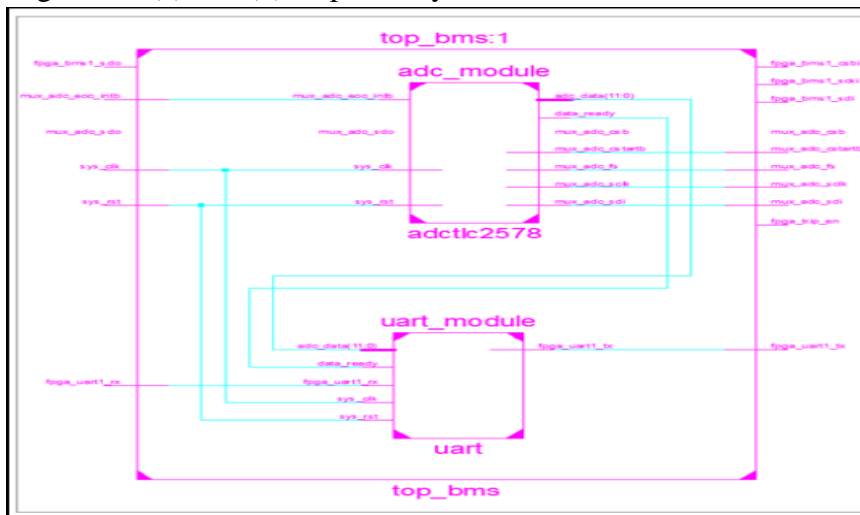 top_bms:1
fpga_bms1_sdo
fpga_bms1_csbi
adc_module
fpga_bms1_scki
mux_adc_eoc_intb
mux_adc_eoc_intb
adc_data(11:0)
fpga_bms1_sdi
data_ready
mux_adc_sdo
mux_adc_sdo
mux_adc_csb
mux_adc_csb
mux_adc_cstartb
mux_adc_cstartb
sys_clk
sys_clk
mux_adc_fs
mux_adc_fs
mux_adc_sclk
mux_adc_sclk
sys_rst
sys_rst
mux_adc_sdi
mux_adc_sdi
fpga_trip_en
adctlc2578
uart_module
adc_data(11:0)
fpga_uart1_tx
fpga_uart1_tx
data_ready
fpga_uart1_rx
fpga_uart1_rx
sys_clk
sys_rst
uart
top_bms